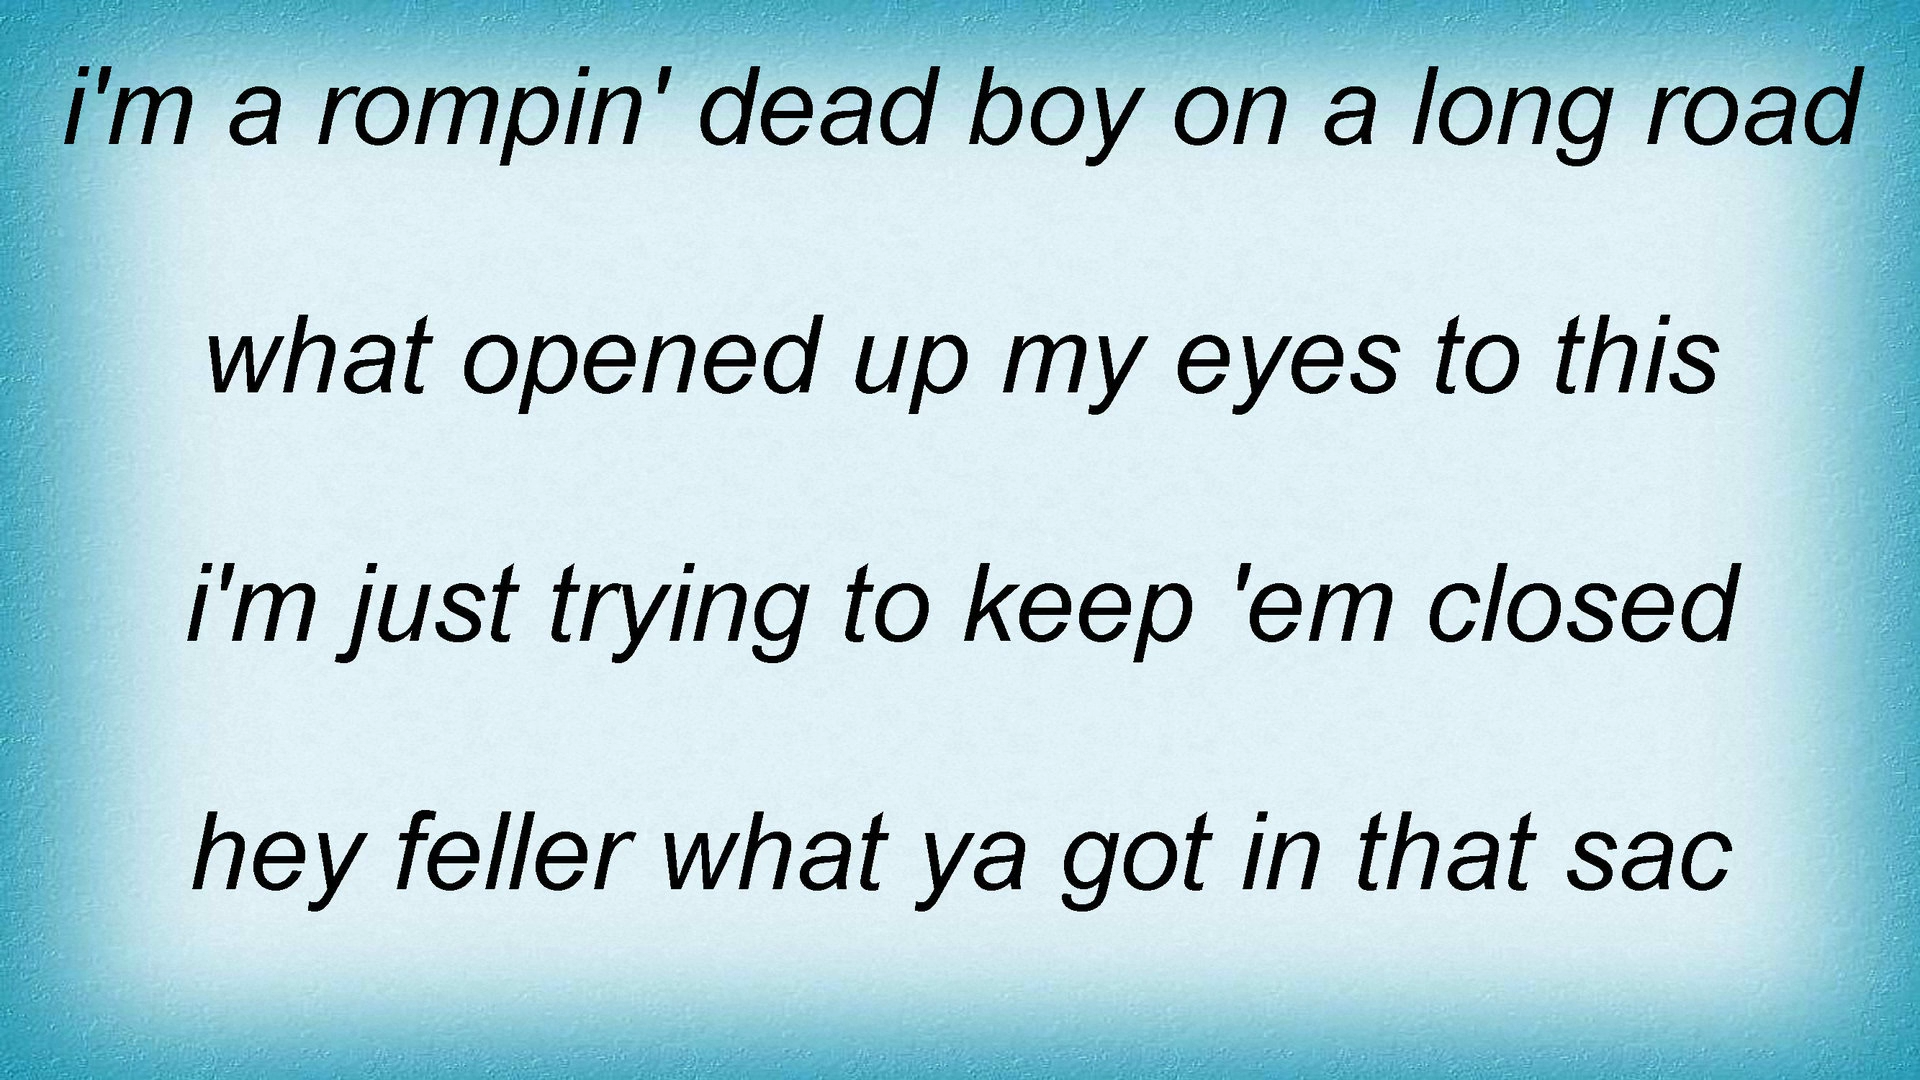 i'm a rompin' dead boy on a long road
what opened up my eyes to this
i'm just trying to keep 'em closed
hey feller what ya got in that sac